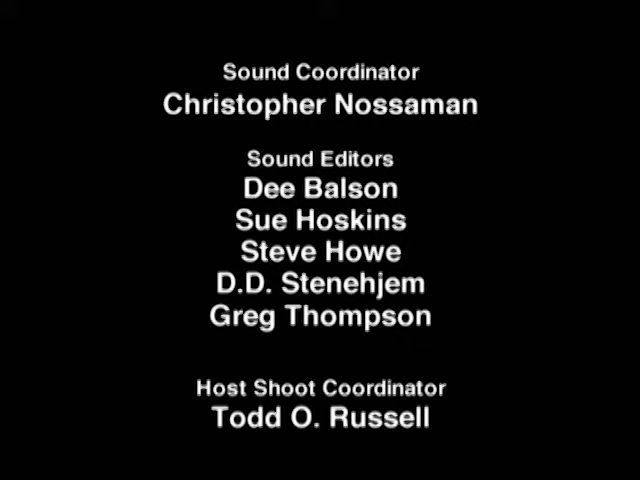 Sound Coordinator
Christopher Nossaman
Sound Editors
Dee Balson
Sue Hoskins
Steve Howe
D.D. Stenehjem
Greg Thompson
Host Shoot Coordinator
Todd O. Russell